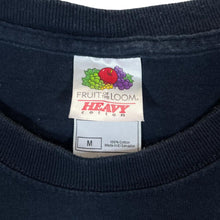 FRUIT OF THE LOOM
HEAVY
cotton
M
100% Cotton
Made in El Salvador